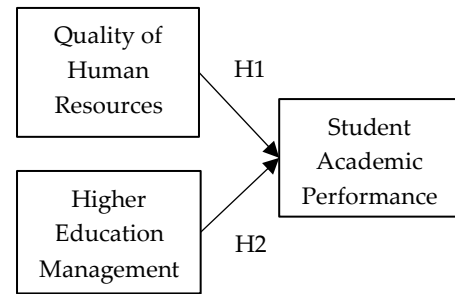 Quality of
Human
Resources
H1
Student
Academic
Performance
Higher
Education
Management
H2